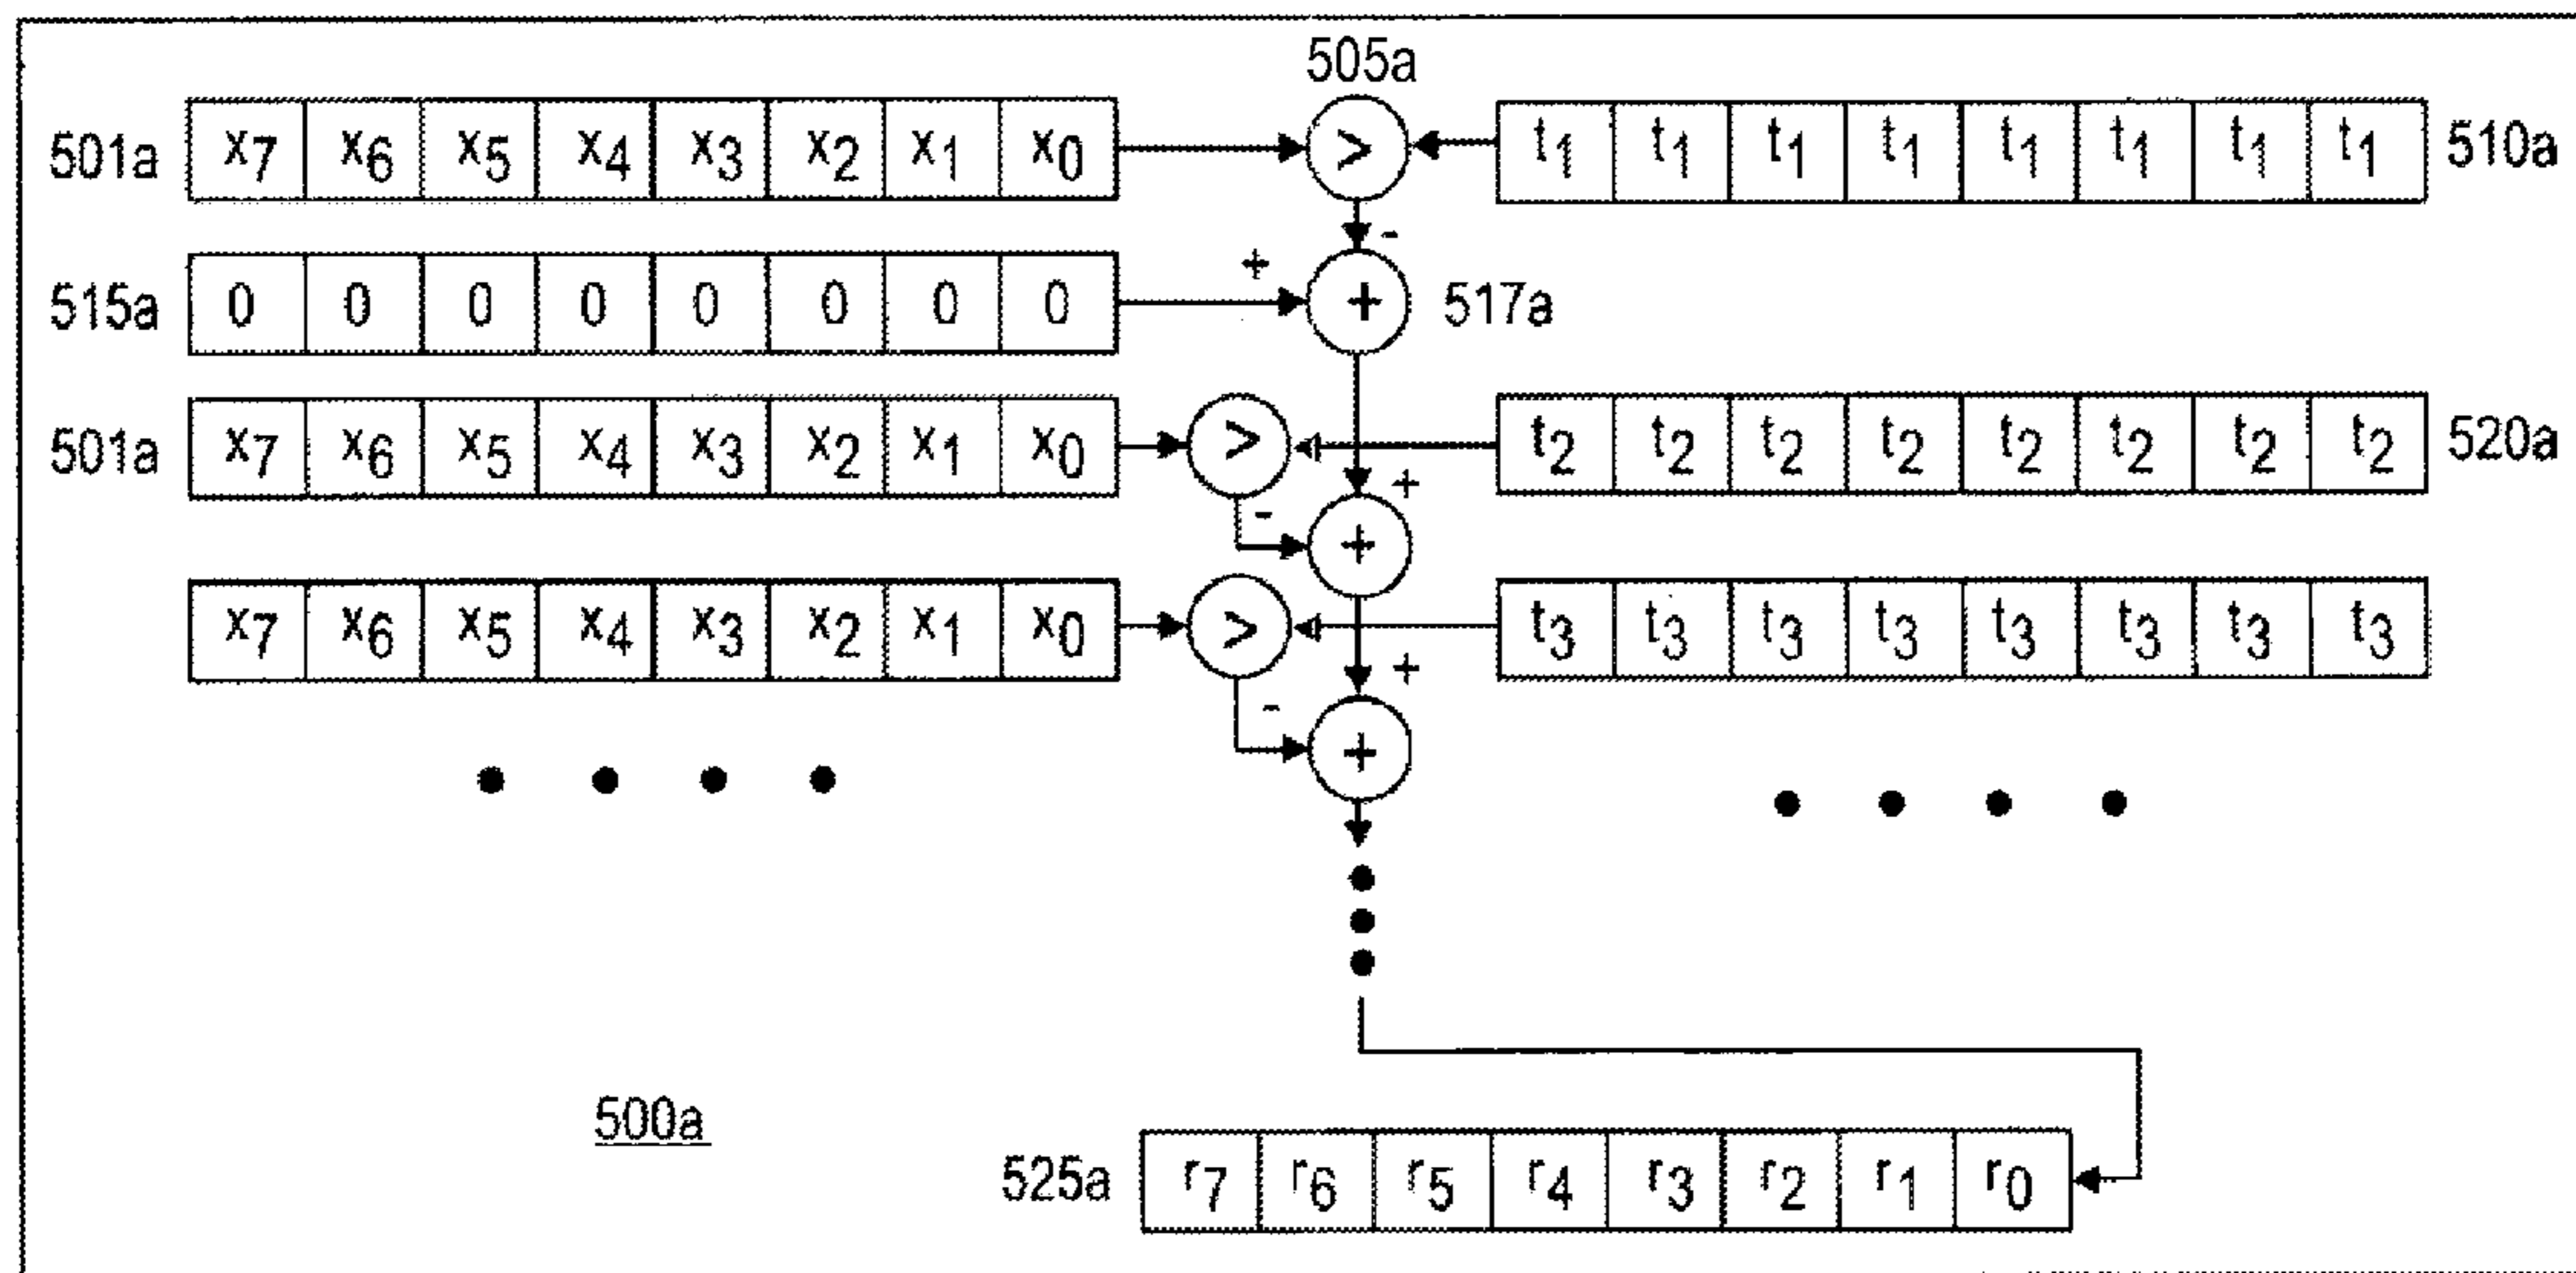 505a
501a x7 x6 x5 x4 x3 x2 x1 x0 > t1 t1 t1 t1 t1 t1 t1 t1 510a
-
+
515a 0 0 0 0 0 0 0 0 + 517a
501a x7 x6 x5 x4 x3 x2 x1 x0 > t2 t2 t2 t2 t2 t2 t2 t2 520a
+
-
+
x7 x6 x5 x4 x3 x2 x1 x0 > t3 t3 t3 t3 t3 t3 t3 t3
+
-
+
500a
525a r7 r6 r5 r4 r3 r2 r1 r0